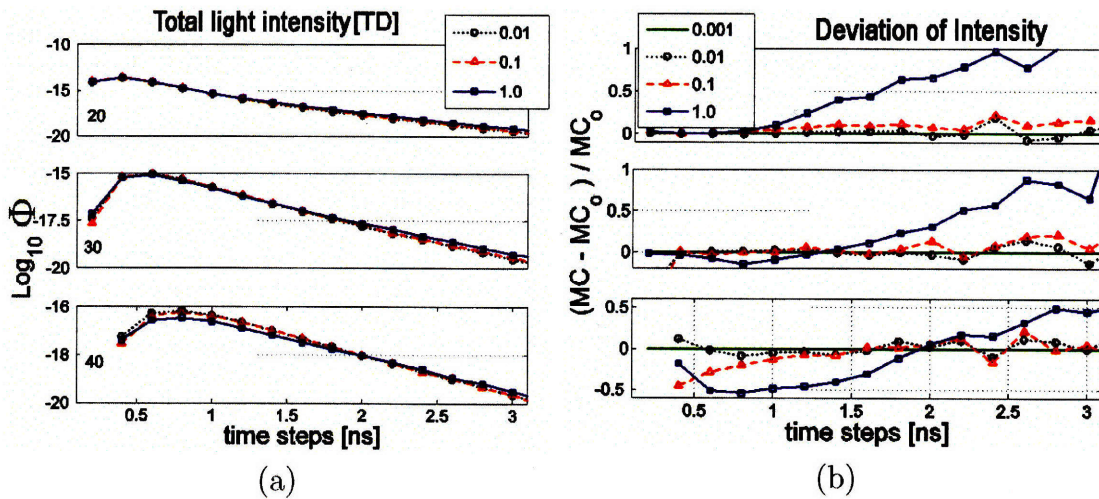 Total light intensity[TD]
-10
-15
-20
20
0.01
0.1
1.0
-15
-17.5
-20
30
Log10 Φ
-16
-18
-20
40
0.5 1 1.5 2 2.5 3
time steps [ns]
(a)
Deviation of Intensity
0.001
0.01
0.1
1.0
1
0.5
0
1
0.5
0
(MC - MCo) / MCo
0.5
0
-0.5
0.5 1 1.5 2 2.5 3
time steps [ns]
(b)